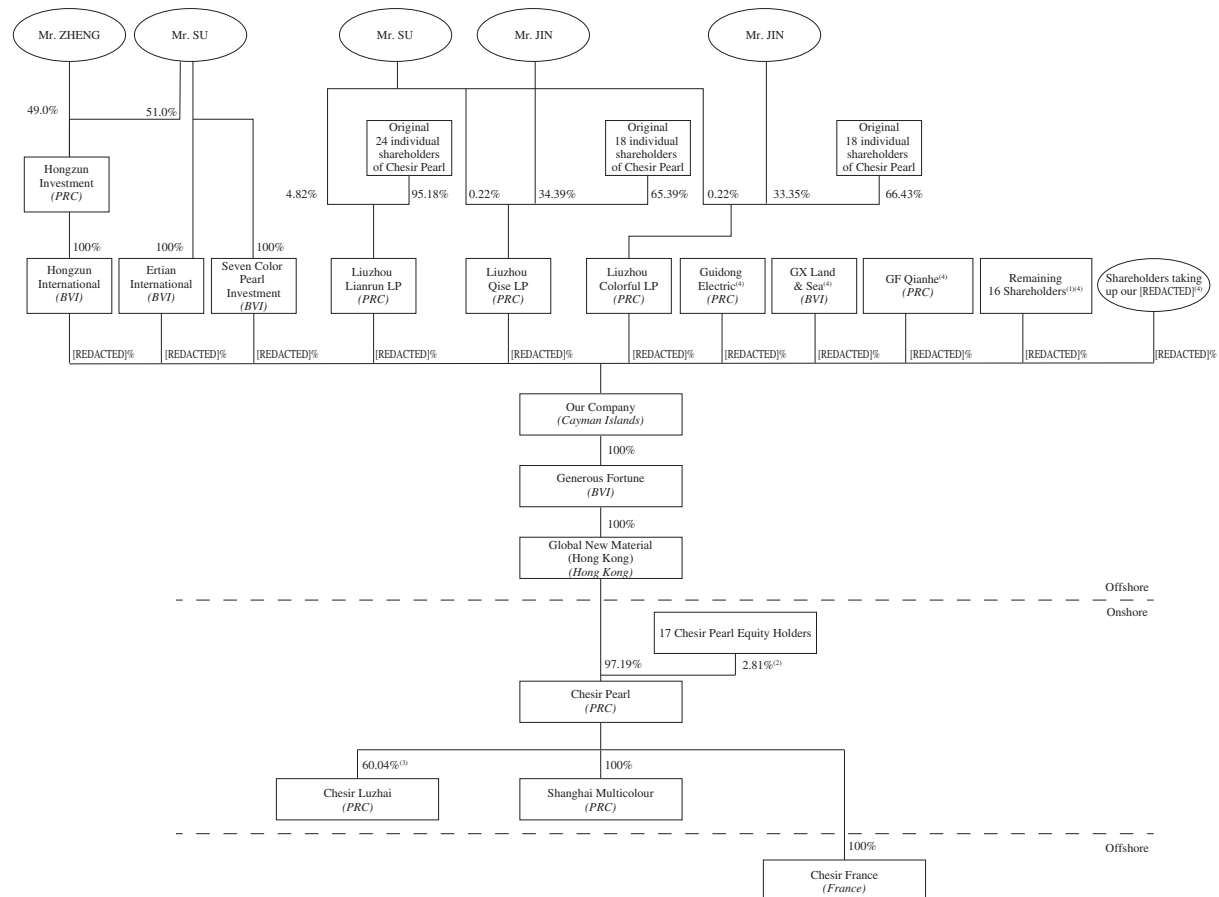 Mr. ZHENG
Mr. SU
Mr. SU
Mr. JIN
Mr. JIN
49.0%
51.0%
Original
24 individual
shareholders
of Chesir Pearl
Original
18 individual
shareholders
of Chesir Pearl
Original
18 individual
shareholders
of Chesir Pearl
Hongzun
Investment
(PRC)
4.82%
95.18%
0.22%
34.39%
65.39%
0.22%
33.35%
66.43%
100%
100%
100%
Hongzun
International
(BVI)
Ertian
International
(BVI)
Seven Color
Pearl
Investment
(BVI)
Liuzhou
Lianrun LP
(PRC)
Liuzhou
Qise LP
(PRC)
Liuzhou
Colorful LP
(PRC)
Guidong
Electric(4)
(PRC)
GX Land
& Sea(4)
(BVI)
GF Qianhe(4)
(PRC)
Remaining
16 Shareholders(1)(4)
Shareholders taking
up our [REDACTED](4)
[REDACTED]%
[REDACTED]%
[REDACTED]%
[REDACTED]%
[REDACTED]%
[REDACTED]%
[REDACTED]%
[REDACTED]%
[REDACTED]%
[REDACTED]%
[REDACTED]%
Our Company
(Cayman Islands)
100%
Generous Fortune
(BVI)
100%
Global New Material
(Hong Kong)
(Hong Kong)
Offshore
Onshore
17 Chesir Pearl Equity Holders
97.19%
2.81%(2)
Chesir Pearl
(PRC)
60.04%(3)
100%
Chesir Luzhai
(PRC)
Shanghai Multicolour
(PRC)
Offshore
100%
Chesir France
(France)